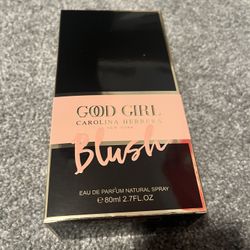 GOOD GIRL
CAROLINA HERRERA
NEW YORK
Blush
EAU DE PARFUM NATURAL SPRAY
℮ 80ml 2.7FL.OZ